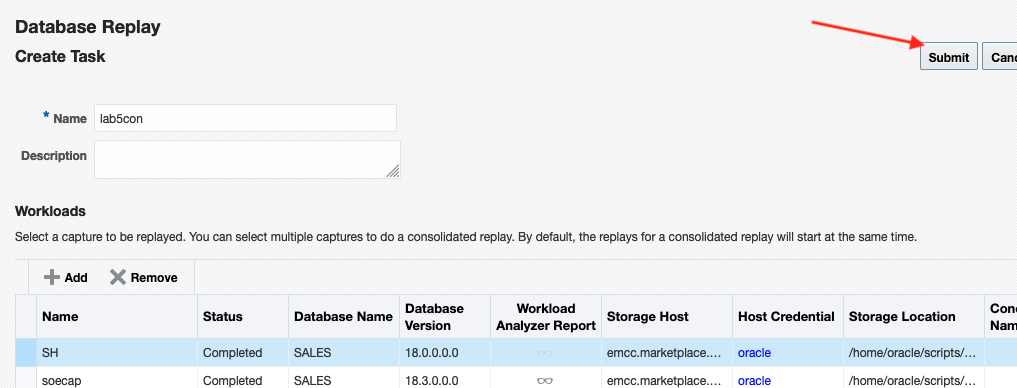 Database Replay
Create Task
Submit
* Name lab5con
Description
Workloads
Select a capture to be replayed. You can select multiple captures to do a consolidated replay. By default, the replays for a consolidated replay will start at the same time.
Add Remove
Name Status Database Name Database Version Workload Analyzer Report Storage Host Host Credential Storage Location
SH Completed SALES 18.0.0.0.0 emcc.marketplace.... oracle /home/oracle/scripts/...
soecap Completed SALES 18.3.0.0.0 emcc.marketplace.... oracle /home/oracle/scripts/...